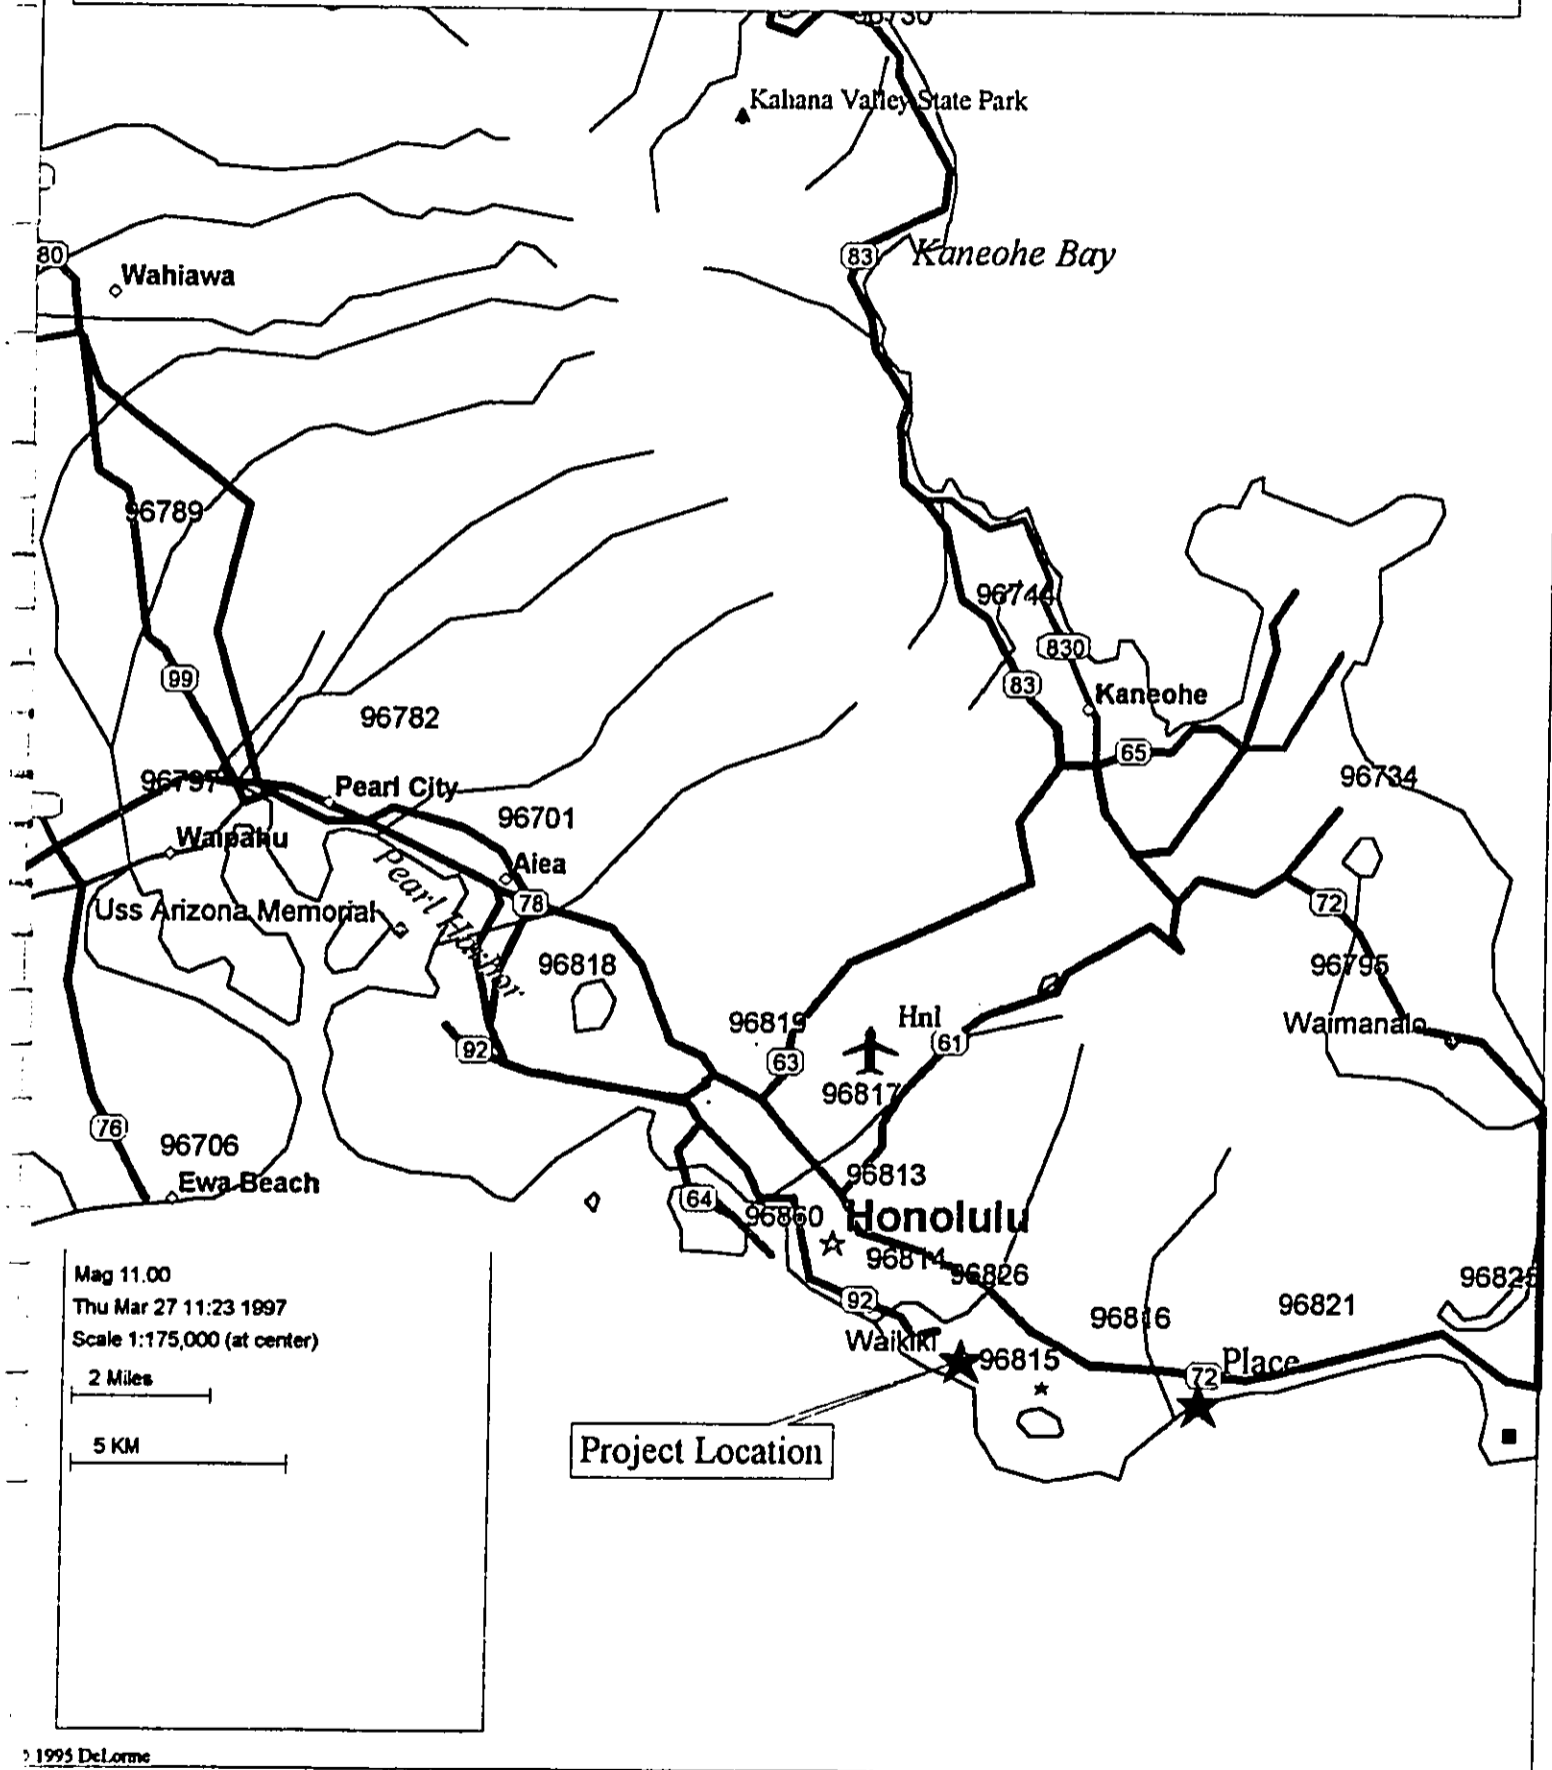 Kahana Valley State Park
83
Kaneohe Bay
80
Wahiawa
96789
96744
830
99
83
Kaneohe
96782
65
96797
Pearl City
96734
96701
Waipahu
Aiea
Pearl Harbor
78
72
Uss Arizona Memorial
96818
96795
96819
Hnl
Waimanalo
92
63
61
96817
76
96706
96813
Ewa Beach
64
96860
Honolulu
96814
96826
Mag 11.00
Thu Mar 27 11:23 1997
Scale 1:175,000 (at center)
2 Miles
5 KM
92
96816
96821
96825
Waikiki
96815
72
Place
Project Location
1995 DeLorme